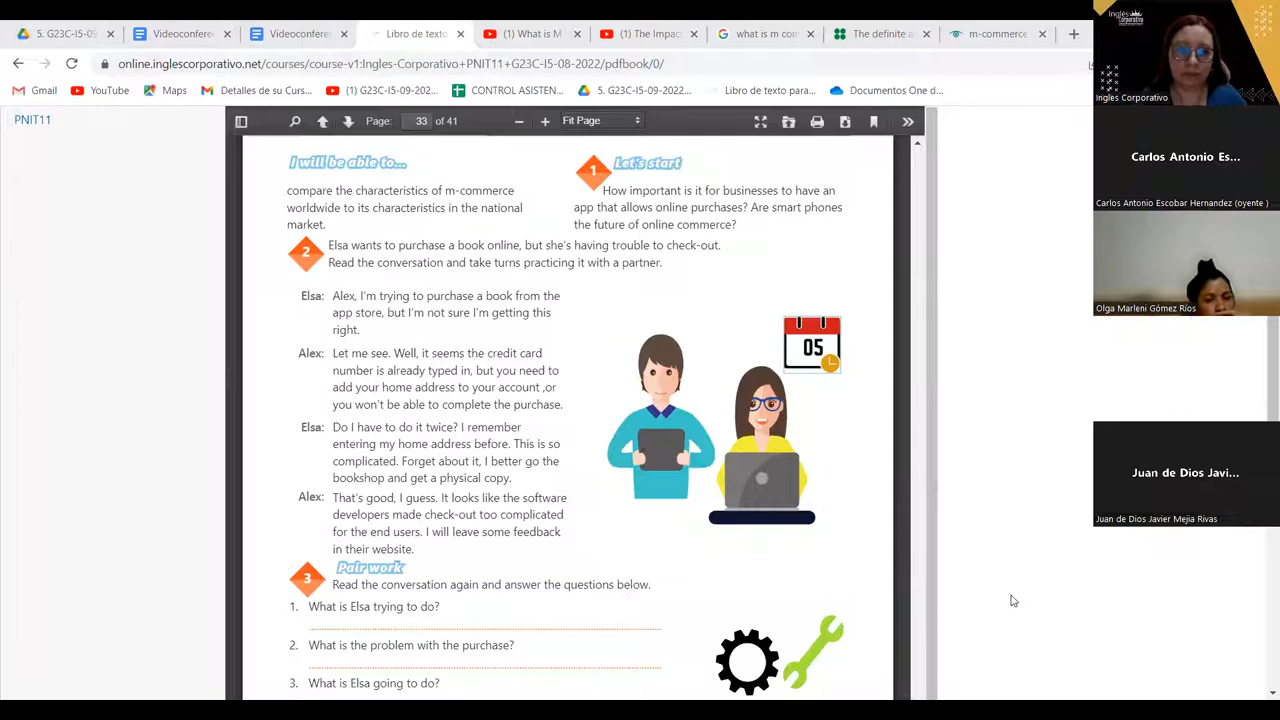 5. G23C-I5-09
Videoconfere
Videoconfere
Libro de texto
(1) What is M
(1) The Impac
what is m com
The definite a
m-commerce
online.inglescorporativo.net/courses/course-v1:Ingles-Corporativo+PNIT11+G23C-I5-08-2022/pdfbook/0/
Gmail
YouTube
Maps
Detalles de su Curs...
(1) G23C-I5-09-202...
CONTROL ASISTEN...
5. G23C-I5-09-2022...
Libro de texto para...
Documentos One d...
PNIT11
Page: 33 of 41
Fit Page
I will be able to...
compare the characteristics of m-commerce
worldwide to its characteristics in the national
market.
1 Let's start
How important is it for businesses to have an
app that allows online purchases? Are smart phones
the future of online commerce?
2 Elsa wants to purchase a book online, but she's having trouble to check-out.
Read the conversation and take turns practicing it with a partner.
Elsa: Alex, I'm trying to purchase a book from the
app store, but I'm not sure I'm getting this
right.
Alex: Let me see. Well, it seems the credit card
number is already typed in, but you need to
add your home address to your account ,or
you won't be able to complete the purchase.
Elsa: Do I have to do it twice? I remember
entering my home address before. This is so
complicated. Forget about it, I better go the
bookshop and get a physical copy.
Alex: That's good, I guess. It looks like the software
developers made check-out too complicated
for the end users. I will leave some feedback
in their website.
05
3 Pair work
Read the conversation again and answer the questions below.
1. What is Elsa trying to do?
2. What is the problem with the purchase?
3. What is Elsa going to do?
Inglés
Corporativo
Ingles Corporativo
Carlos Antonio Es...
Carlos Antonio Escobar Hernandez (oyente )
Olga Marleni Gómez Ríos
Juan de Dios Javi...
Juan de Dios Javier Mejia Rivas